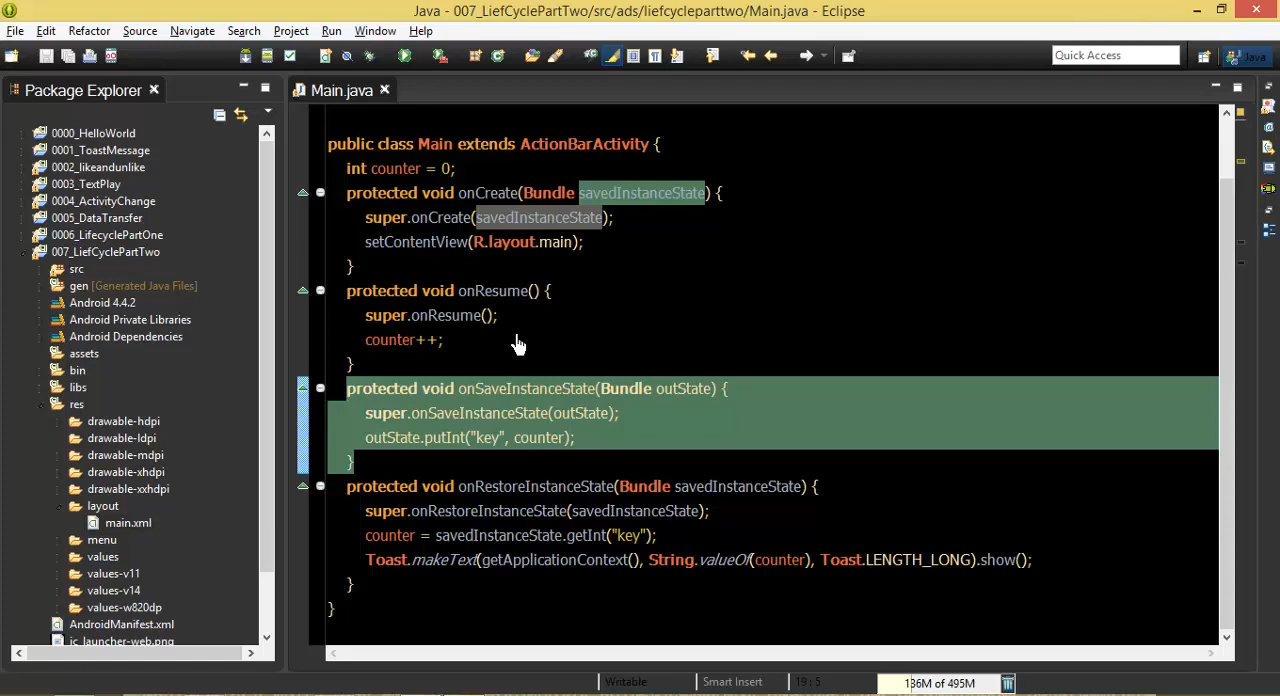 Java - 007_LiefCyclePartTwo/src/ads/liefcycleparttwo/Main.java - Eclipse
File Edit Refactor Source Navigate Search Project Run Window Help
Quick Access
Java
Package Explorer
Main.java
0000_HelloWorld
0001_ToastMessage
0002_likeandunlike
0003_TextPlay
0004_ActivityChange
0005_DataTransfer
0006_LifecyclePartOne
007_LiefCyclePartTwo
src
gen [Generated Java Files]
Android 4.4.2
Android Private Libraries
Android Dependencies
assets
bin
libs
res
drawable-hdpi
drawable-ldpi
drawable-mdpi
drawable-xhdpi
drawable-xxhdpi
layout
main.xml
menu
values
values-v11
values-v14
values-w820dp
AndroidManifest.xml
ic_launcher-web.png
public class Main extends ActionBarActivity {
int counter = 0;
protected void onCreate(Bundle savedInstanceState) {
super.onCreate(savedInstanceState);
setContentView(R.layout.main);
}
protected void onResume() {
super.onResume();
counter++;
}
protected void onSaveInstanceState(Bundle outState) {
super.onSaveInstanceState(outState);
outState.putInt("key", counter);
}
protected void onRestoreInstanceState(Bundle savedInstanceState) {
super.onRestoreInstanceState(savedInstanceState);
counter = savedInstanceState.getInt("key");
Toast.makeText(getApplicationContext(), String.valueOf(counter), Toast.LENGTH_LONG).show();
}
}
Writable
Smart Insert
19 : 5
136M of 495M